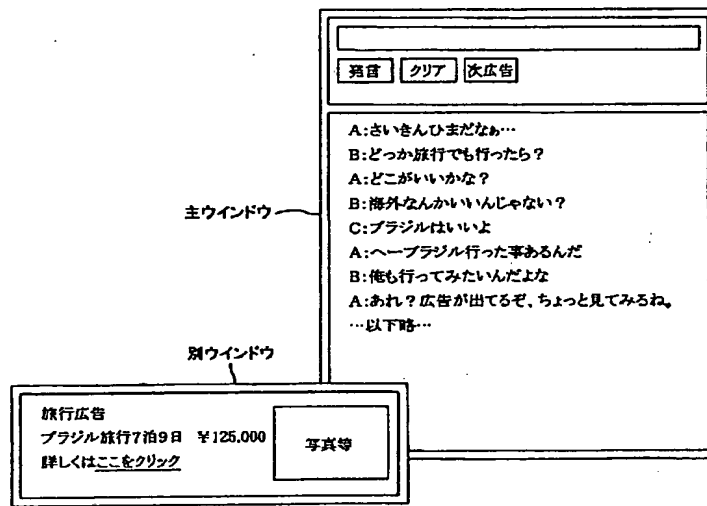 発言 クリア 次広告
A:さいきんひまだなぁ…
B:どっか旅行でも行ったら？
A:どこがいいかな？
B:海外なんかいいんじゃない？
C:ブラジルはいいよ
A:へーブラジル行った事あるんだ
B:俺も行ってみたいんだよな
A:あれ？広告が出てるぞ、ちょっと見てみるね。
…以下略…
主ウインドウ
別ウインドウ
旅行広告
ブラジル旅行7泊9日 ￥125,000
詳しくはここをクリック
写真等